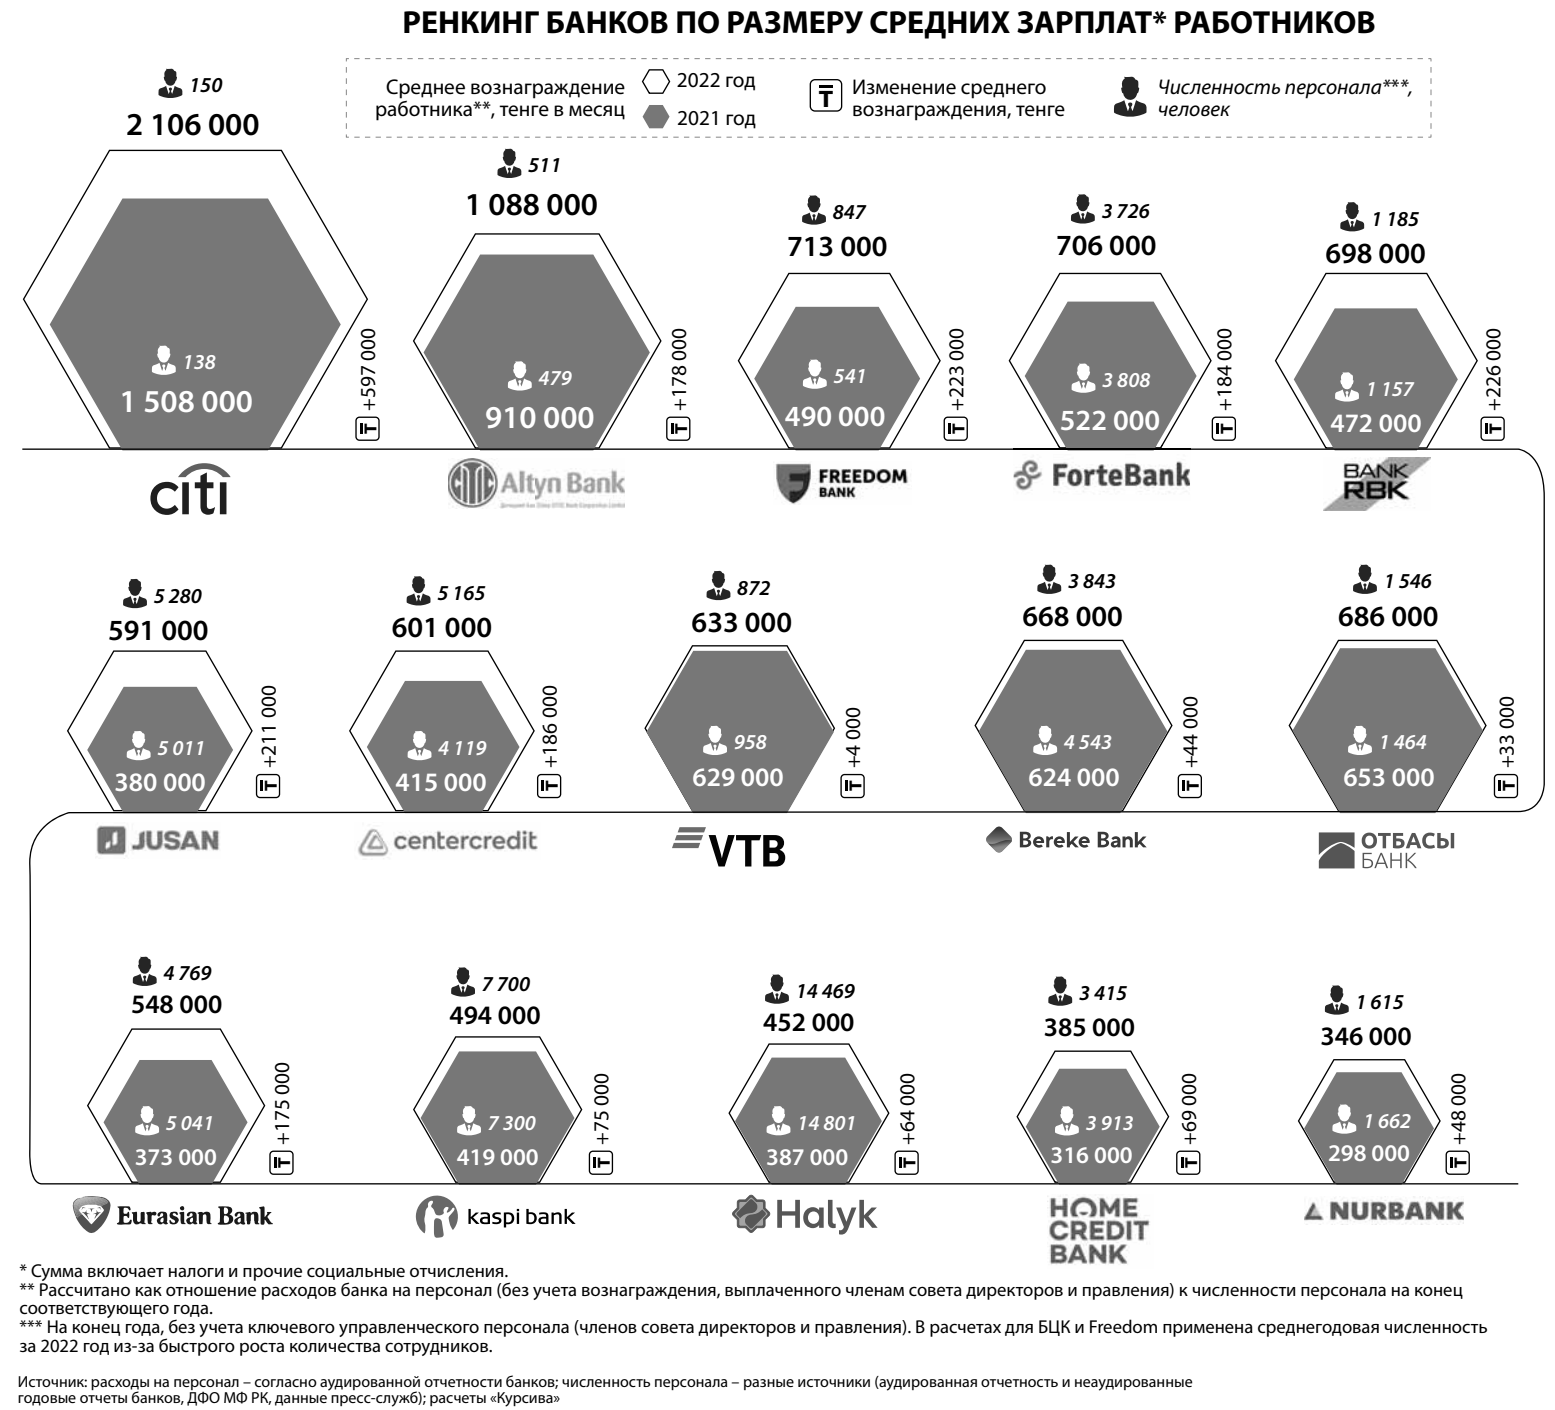 РЕНКИНГ БАНКОВ ПО РАЗМЕРУ СРЕДНИХ ЗАРПЛАТ* РАБОТНИКОВ
Среднее вознаграждение
работника**, тенге в месяц
2022 год
2021 год
Изменение среднего
вознаграждения, тенге
Численность персонала***,
человек
150
2 106 000
138
1 508 000
+597 000
citi
511
1 088 000
479
910 000
+178 000
Altyn Bank
847
713 000
541
490 000
+223 000
FREEDOM
BANK
3 726
706 000
3 808
522 000
+184 000
ForteBank
1 185
698 000
1 157
472 000
+226 000
BANK
RBK
5 280
591 000
5 011
380 000
+211 000
JUSAN
5 165
601 000
4 119
415 000
+186 000
centercredit
872
633 000
958
629 000
+4 000
VTB
3 843
668 000
4 543
624 000
+44 000
Bereke Bank
1 546
686 000
1 464
653 000
+33 000
ОТБАСЫ
БАНК
4 769
548 000
5 041
373 000
+175 000
Eurasian Bank
7 700
494 000
7 300
419 000
+75 000
kaspi bank
14 469
452 000
14 801
387 000
+64 000
Halyk
3 415
385 000
3 913
316 000
+69 000
HOME
CREDIT
BANK
1 615
346 000
1 662
298 000
+48 000
NURBANK
* Сумма включает налоги и прочие социальные отчисления.
** Рассчитано как отношение расходов банка на персонал (без учета вознаграждения, выплаченного членам совета директоров и правления) к численности персонала на конец
соответствующего года.
*** На конец года, без учета ключевого управленческого персонала (членов совета директоров и правления). В расчетах для БЦК и Freedom применена среднегодовая численность
за 2022 год из-за быстрого роста количества сотрудников.
Источник: расходы на персонал – согласно аудированной отчетности банков; численность персонала – разные источники (аудированная отчетность и неаудированные
годовые отчеты банков, ДФО МФ РК, данные пресс-служб); расчеты «Курсива»